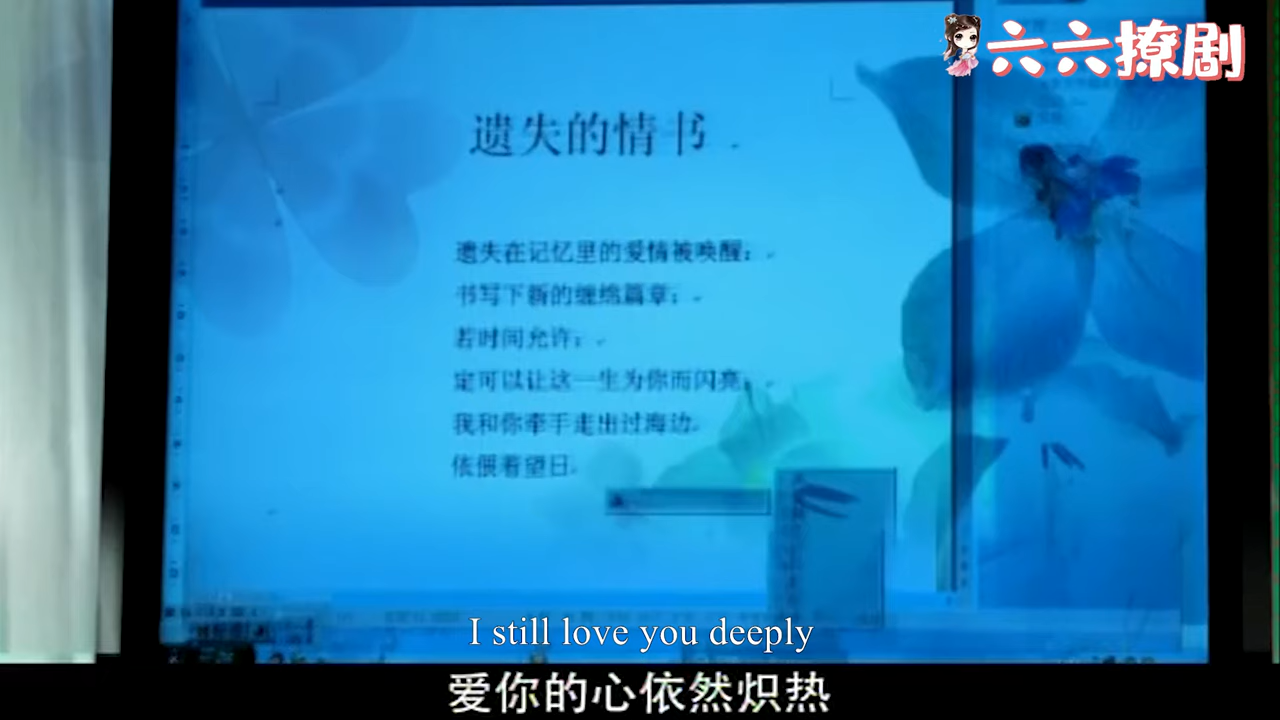 六六撩剧
遗失的情书
遗失在记忆里的爱情被唤醒；
书写下新的缠绵篇章；
若时间允许；
定可以让这一生为你而闪亮。
我和你牵手走出过海边。
依偎着望日。
I still love you deeply
爱你的心依然炽热